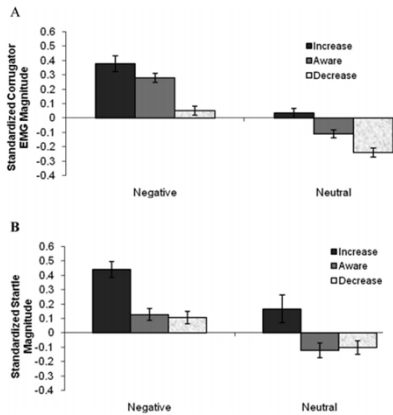 A
Standardized Corrugator
EMG Magnitude
0.6
0.5
0.4
0.3
0.2
0.1
0
-0.1
-0.2
-0.3
-0.4
Increase
Aware
Decrease
Negative
Neutral
B
Standardized Startle
Magnitude
0.6
0.5
0.4
0.3
0.2
0.1
0
-0.1
-0.2
-0.3
-0.4
Increase
Aware
Decrease
Negative
Neutral